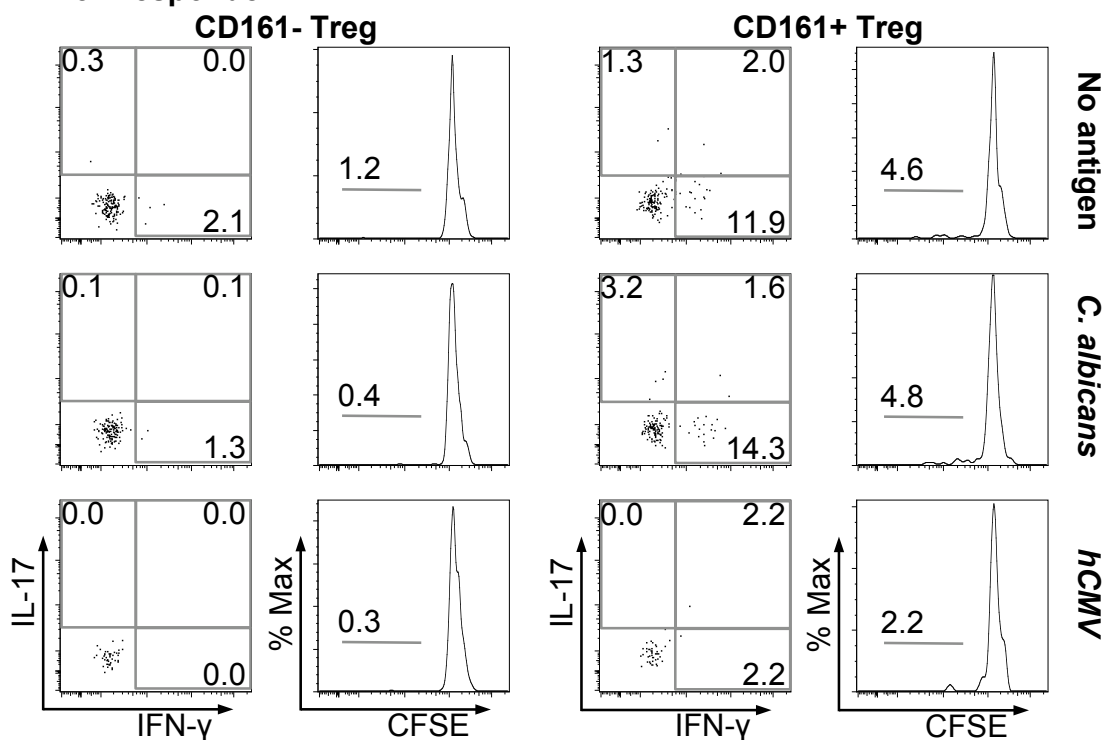 CD161- Treg CD161+ Treg
0.3 0.0 1.2 1.3 2.0 4.6 No antigen
2.1 11.9
0.1 0.1 0.4 3.2 1.6 4.8 C. albicans
1.3 14.3
0.0 0.0 0.3 0.0 2.2 2.2 hCMV
0.0 2.2
IL-17 % Max IL-17 % Max
IFN-γ CFSE IFN-γ CFSE